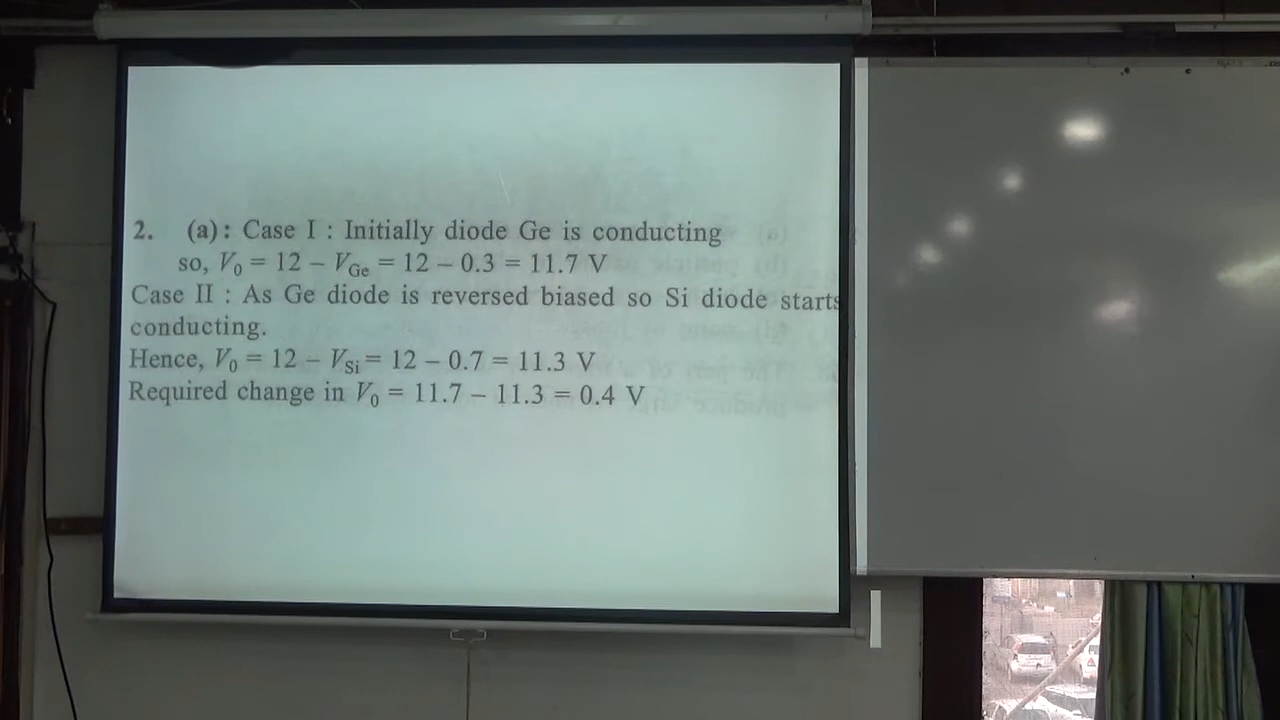 2. (a): Case I : Initially diode Ge is conducting
so, V₀ = 12 – V_Ge = 12 – 0.3 = 11.7 V
Case II : As Ge diode is reversed biased so Si diode starts
conducting.
Hence, V₀ = 12 – V_Si = 12 – 0.7 = 11.3 V
Required change in V₀ = 11.7 – 11.3 = 0.4 V